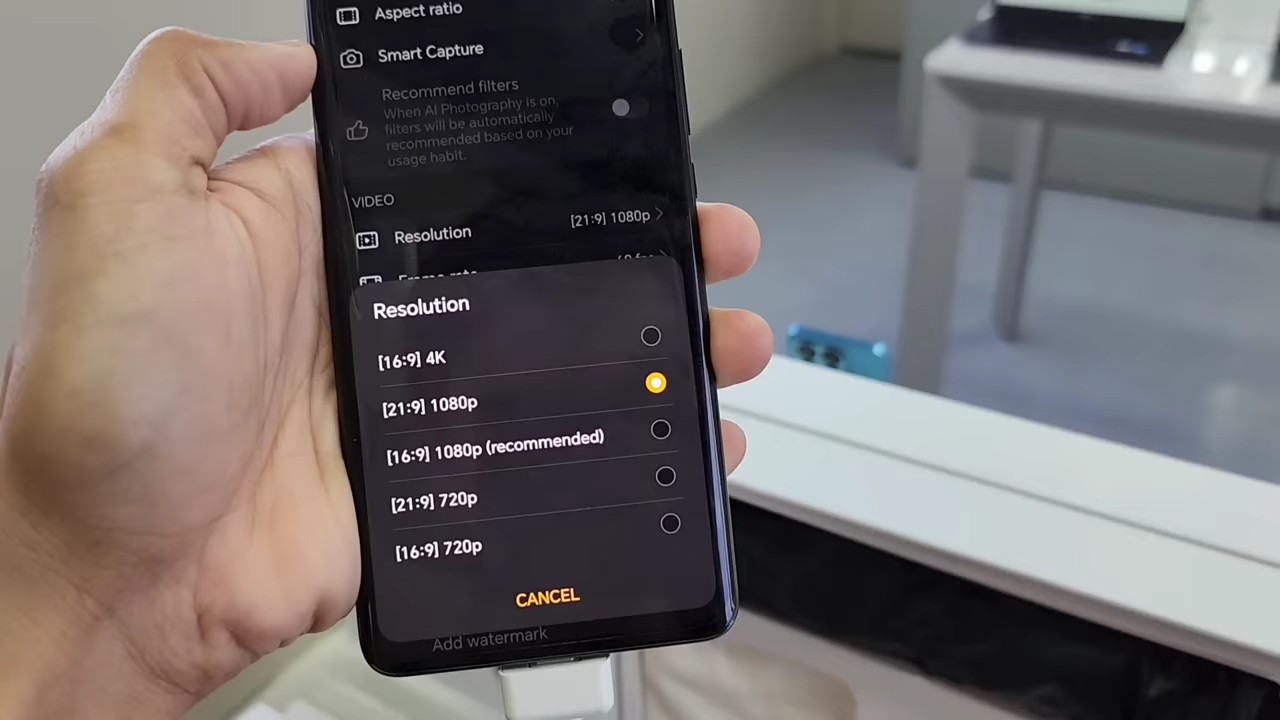 Aspect ratio
Smart Capture
Recommend filters
When AI Photography is on,
filters will be automatically
recommended based on your
usage habit.
VIDEO
Resolution
[21:9] 1080p
Frame rate
Resolution
[16:9] 4K
[21:9] 1080p
[16:9] 1080p (recommended)
[21:9] 720p
[16:9] 720p
CANCEL
Add watermark